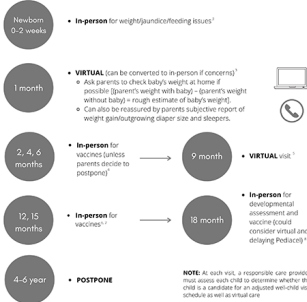 Newborn
0-2 weeks
• In-person for weight/jaundice/feeding issues
1 month
• VIRTUAL (can be converted to in-person if concerns)
Ask parents to check baby's weight at home if
possible [(parent's weight with baby) – (parent's weight
without baby) = rough estimate of baby's weight].
Can also be reassured by parents subjective report of
weight gain/outgrowing diaper size and sleepers.
2, 4, 6
months
• In-person for
vaccines (unless
parents decide to
postpone)
9 month
• VIRTUAL visit
12, 15
months
• In-person for
vaccines
18 month
• In-person for
developmental
assessment and
vaccine (could
consider virtual and
delaying Pediacel)
4-6 year
• POSTPONE
NOTE: At each visit, a responsible care provide
must assess each child to determine whether th
child is a candidate for an adjusted well-child vis
schedule as well as virtual care